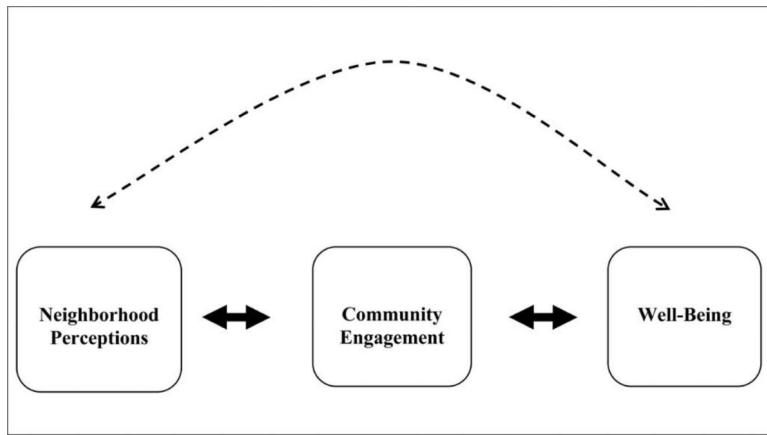 Neighborhood
Perceptions
Community
Engagement
Well-Being